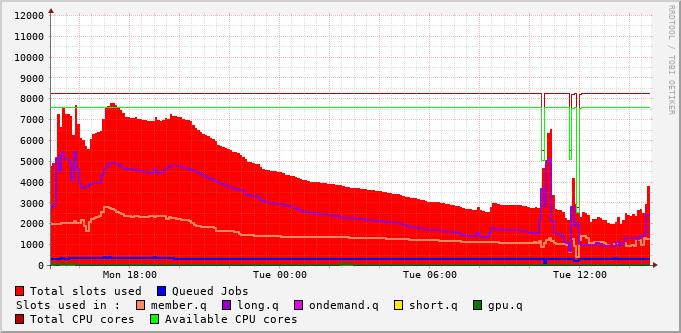 12000
11000
10000
9000
8000
7000
6000
5000
4000
3000
2000
1000
0
Mon 18:00 Tue 00:00 Tue 06:00 Tue 12:00
RRDTOOL / TOBI OETIKER
Total slots used Queued Jobs
Slots used in : member.q long.q ondemand.q short.q gpu.q
Total CPU cores Available CPU cores